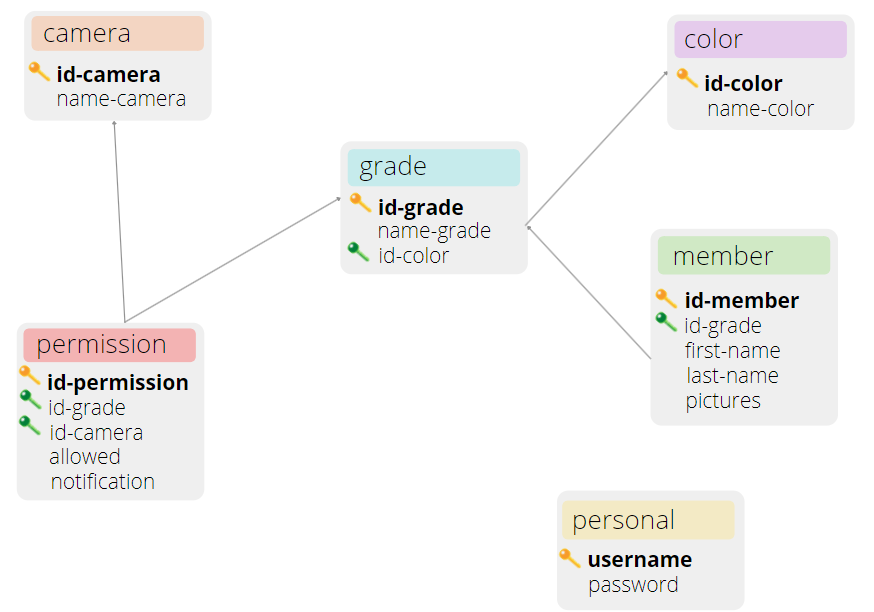 camera
id-camera
name-camera
color
id-color
name-color
grade
id-grade
name-grade
id-color
member
id-member
id-grade
first-name
last-name
pictures
permission
id-permission
id-grade
id-camera
allowed
notification
personal
username
password